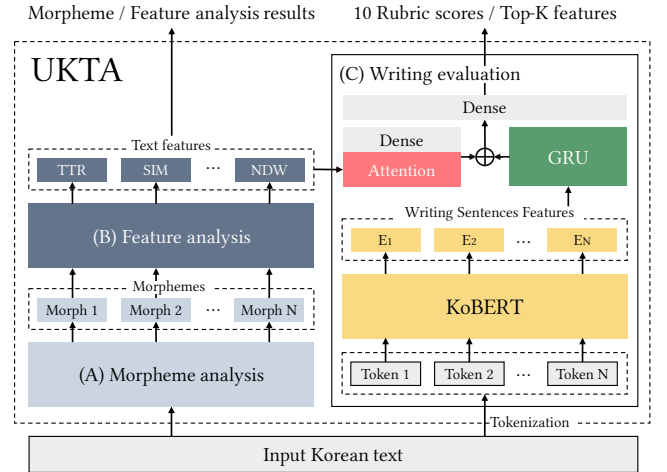 Morpheme / Feature analysis results
10 Rubric scores / Top-K features
UKTA
(C) Writing evaluation
Dense
Text features
TTR
SIM
...
NDW
Dense
Attention
GRU
(B) Feature analysis
Writing Sentences Features
E1
E2
...
EN
Morphemes
Morph 1
Morph 2
...
Morph N
KoBERT
(A) Morpheme analysis
Token 1
Token 2
...
Token N
Tokenization
Input Korean text